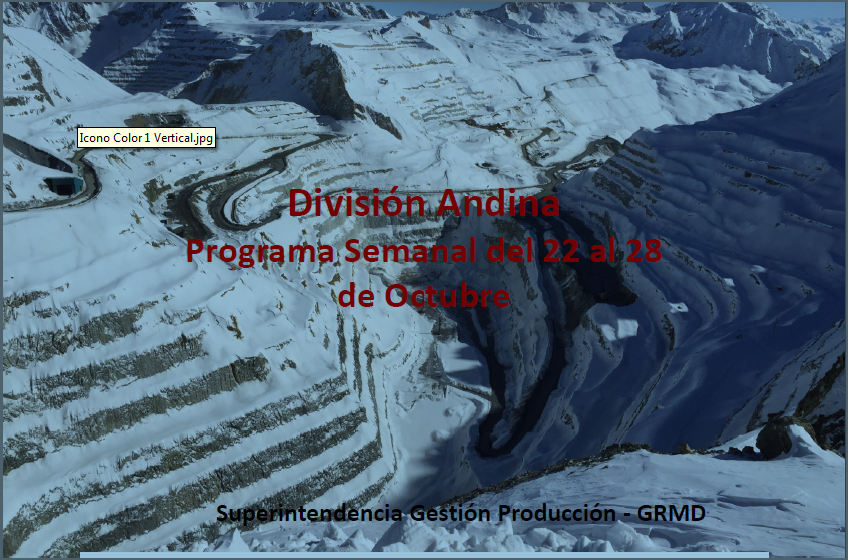 Icono Color 1 Vertical.jpg
División Andina
Programa Semanal del 22 al 28
de Octubre
Superintendencia Gestión Producción - GRMD